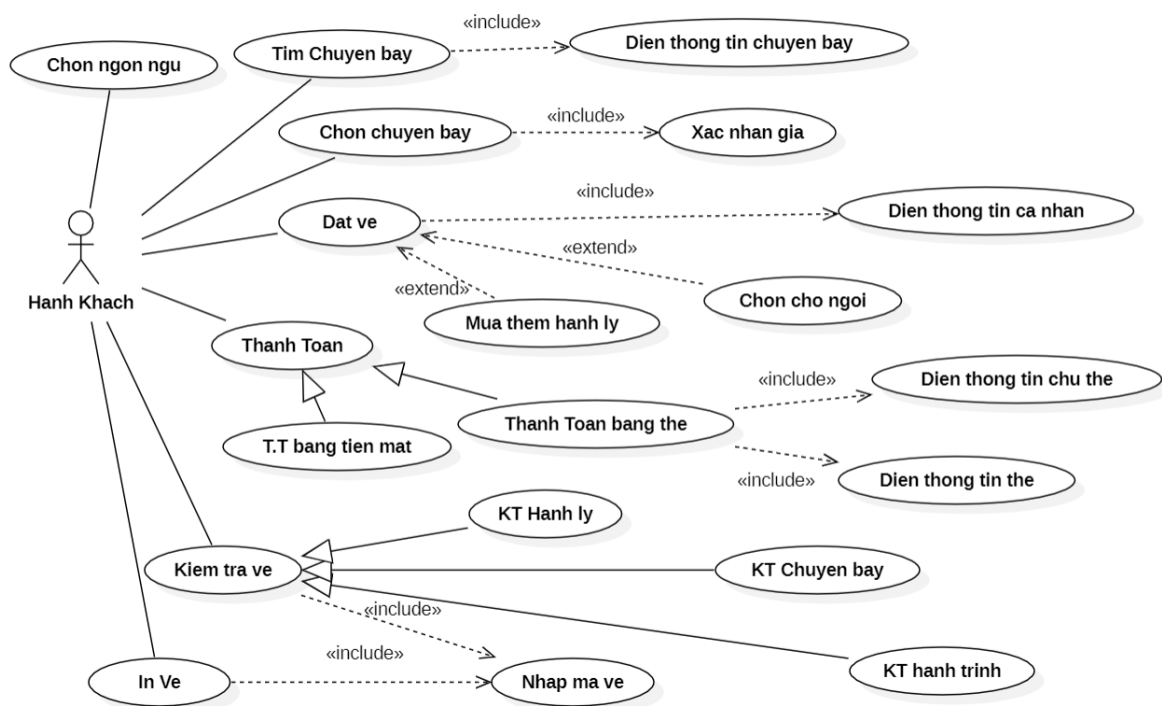 «include»
Tim Chuyen bay
Dien thong tin chuyen bay
Chon ngon ngu
«include»
Chon chuyen bay
Xac nhan gia
«include»
Dat ve
Dien thong tin ca nhan
«extend»
«extend»
Chon cho ngoi
Hanh Khach
Mua them hanh ly
Thanh Toan
«include»
Dien thong tin chu the
Thanh Toan bang the
T.T bang tien mat
«include»
Dien thong tin the
KT Hanh ly
Kiem tra ve
KT Chuyen bay
«include»
«include»
KT hanh trinh
In Ve
Nhap ma ve